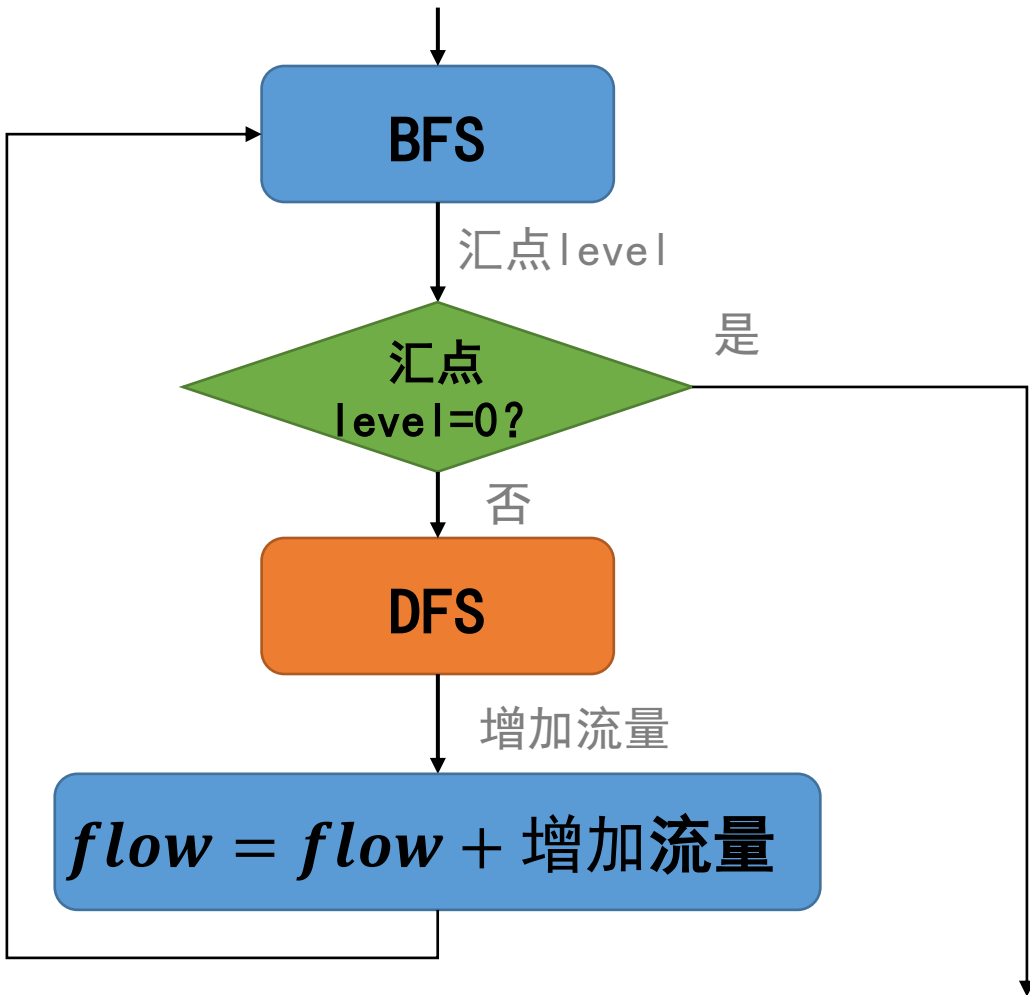 BFS
汇点level
是
汇点
level=0?
否
DFS
增加流量
flow = flow + 增加流量